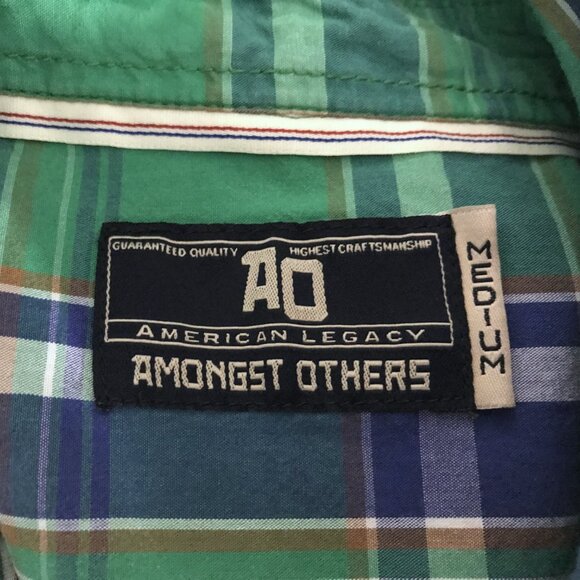 GUARANTEED QUALITY HIGHEST CRAFTSMANSHIP
AO
AMERICAN LEGACY
AMONGST OTHERS
MEDIUM